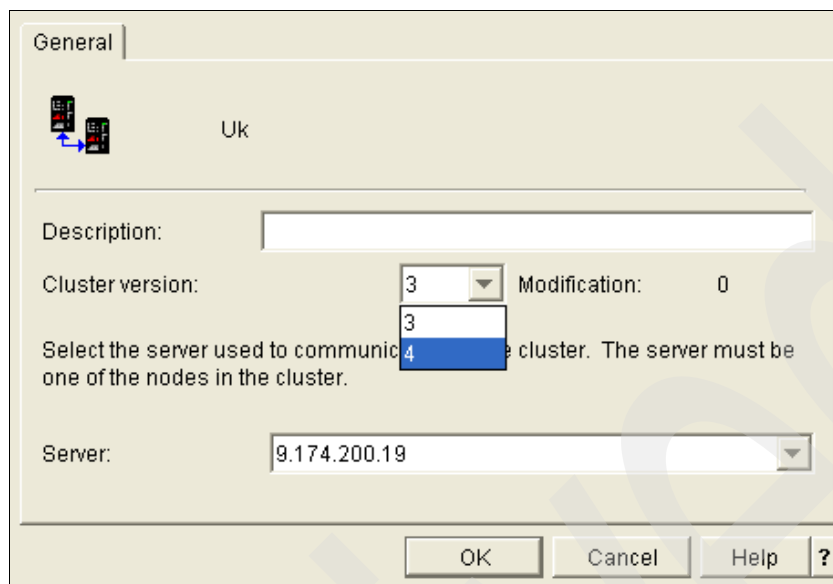 General
Uk
Description:
Cluster version: 3 Modification: 0
3
4
Select the server used to communic e cluster. The server must be
one of the nodes in the cluster.
Server: 9.174.200.19
OK Cancel Help ?